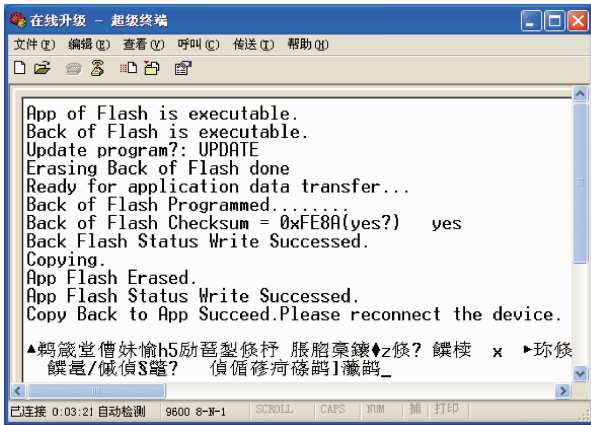 在线升级 - 超级终端
文件(F) 编辑(E) 查看(V) 呼叫(C) 传送(T) 帮助(H)
App of Flash is executable.
Back of Flash is executable.
Update program?: UPDATE
Erasing Back of Flash done
Ready for application data transfer...
Back of Flash Programmed........
Back of Flash Checksum = 0xFE8A(yes?) yes
Back Flash Status Write Successed.
Copying.
App Flash Erased.
App Flash Status Write Successed.
Copy Back to App Succeed.Please reconnect the device.
已连接 0:03:21 自动检测 9600 8-N-1 SCROLL CAPS NUM 捕 打印